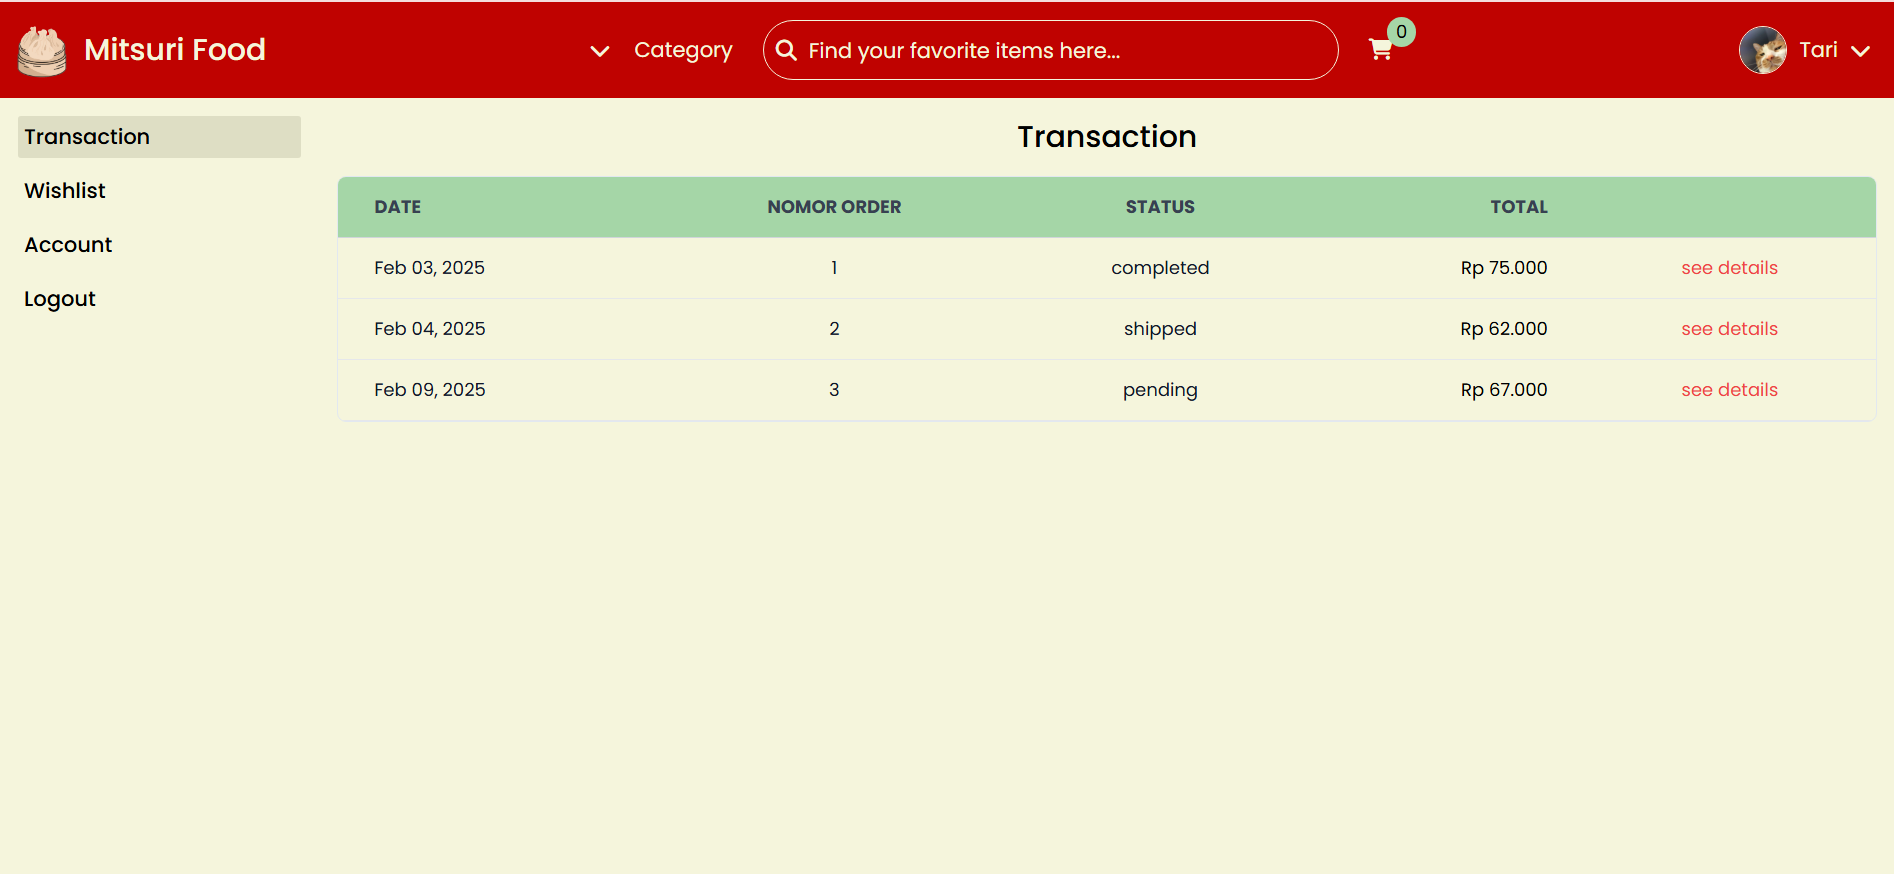 Mitsuri Food
Category
Find your favorite items here...
0
Tari
Transaction
Wishlist
Account
Logout
Transaction
DATE NOMOR ORDER STATUS TOTAL
Feb 03, 2025 1 completed Rp 75.000 see details
Feb 04, 2025 2 shipped Rp 62.000 see details
Feb 09, 2025 3 pending Rp 67.000 see details